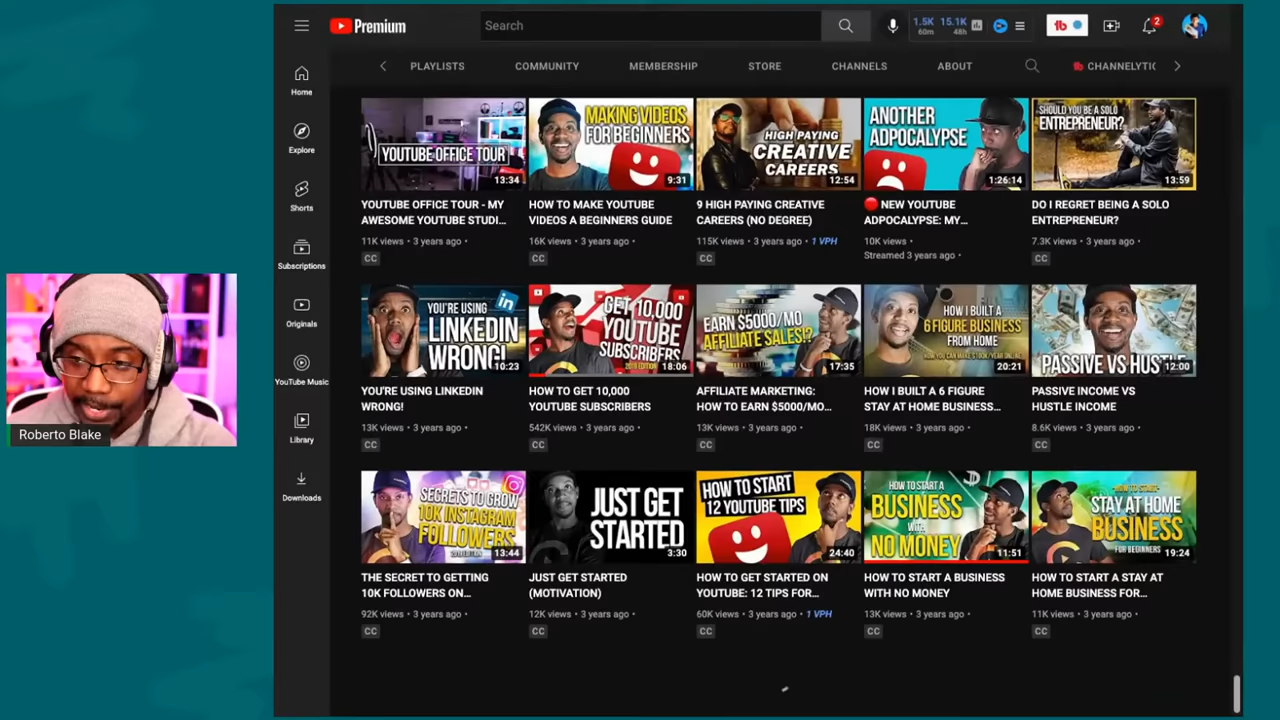 Premium
Search
1.5K 15.1K
60m 48h
2
PLAYLISTS COMMUNITY MEMBERSHIP STORE CHANNELS ABOUT CHANNELYTIC
Home
Explore
Shorts
Subscriptions
Originals
YouTube Music
Library
Downloads
Roberto Blake
YOUTUBE OFFICE TOUR
13:34
YOUTUBE OFFICE TOUR - MY
AWESOME YOUTUBE STUDI...
11K views • 3 years ago •
CC
MAKING VIDEOS
FOR BEGINNERS
9:31
HOW TO MAKE YOUTUBE
VIDEOS A BEGINNERS GUIDE
16K views • 3 years ago •
CC
HIGH PAYING
CREATIVE
CAREERS
12:54
9 HIGH PAYING CREATIVE
CAREERS (NO DEGREE)
115K views • 3 years ago • 1 VPH
CC
ANOTHER
ADPOCALYPSE
1:26:14
NEW YOUTUBE
ADPOCALYPSE: MY...
10K views •
Streamed 3 years ago •
SHOULD YOU BE A SOLO
ENTREPRENEUR?
13:59
DO I REGRET BEING A SOLO
ENTREPRENEUR?
7.3K views • 3 years ago •
CC
YOU'RE USING
LINKEDIN
WRONG!
in
10:23
YOU'RE USING LINKEDIN
WRONG!
13K views • 3 years ago •
CC
GET 10,000
YOUTUBE
SUBSCRIBERS
2019 EDITION
18:06
HOW TO GET 10,000
YOUTUBE SUBSCRIBERS
542K views • 3 years ago •
CC
EARN $5000/MO
AFFILIATE SALES!?
17:35
AFFILIATE MARKETING:
HOW TO EARN $5000/MO...
13K views • 3 years ago •
CC
HOW I BUILT A
6 FIGURE BUSINESS
FROM HOME
HOW YOU CAN MAKE $100K/YEAR ONLINE
20:21
HOW I BUILT A 6 FIGURE
STAY AT HOME BUSINESS...
18K views • 3 years ago •
CC
PASSIVE VS HUSTLE
INCOME
12:00
PASSIVE INCOME VS
HUSTLE INCOME
8.6K views • 3 years ago •
CC
SECRETS TO GROW
10K INSTAGRAM
FOLLOWERS
2019 EDITION
13:44
THE SECRET TO GETTING
10K FOLLOWERS ON...
92K views • 3 years ago •
CC
JUST GET
STARTED
3:30
JUST GET STARTED
(MOTIVATION)
12K views • 3 years ago •
CC
HOW TO START
12 YOUTUBE TIPS
24:40
HOW TO GET STARTED ON
YOUTUBE: 12 TIPS FOR...
60K views • 3 years ago • 1 VPH
CC
HOW TO START A
BUSINESS
WITH
NO MONEY
11:51
HOW TO START A BUSINESS
WITH NO MONEY
13K views • 3 years ago •
CC
HOW TO START
STAY AT HOME
BUSINESS
FOR BEGINNERS
19:24
HOW TO START A STAY AT
HOME BUSINESS FOR...
11K views • 3 years ago •
CC